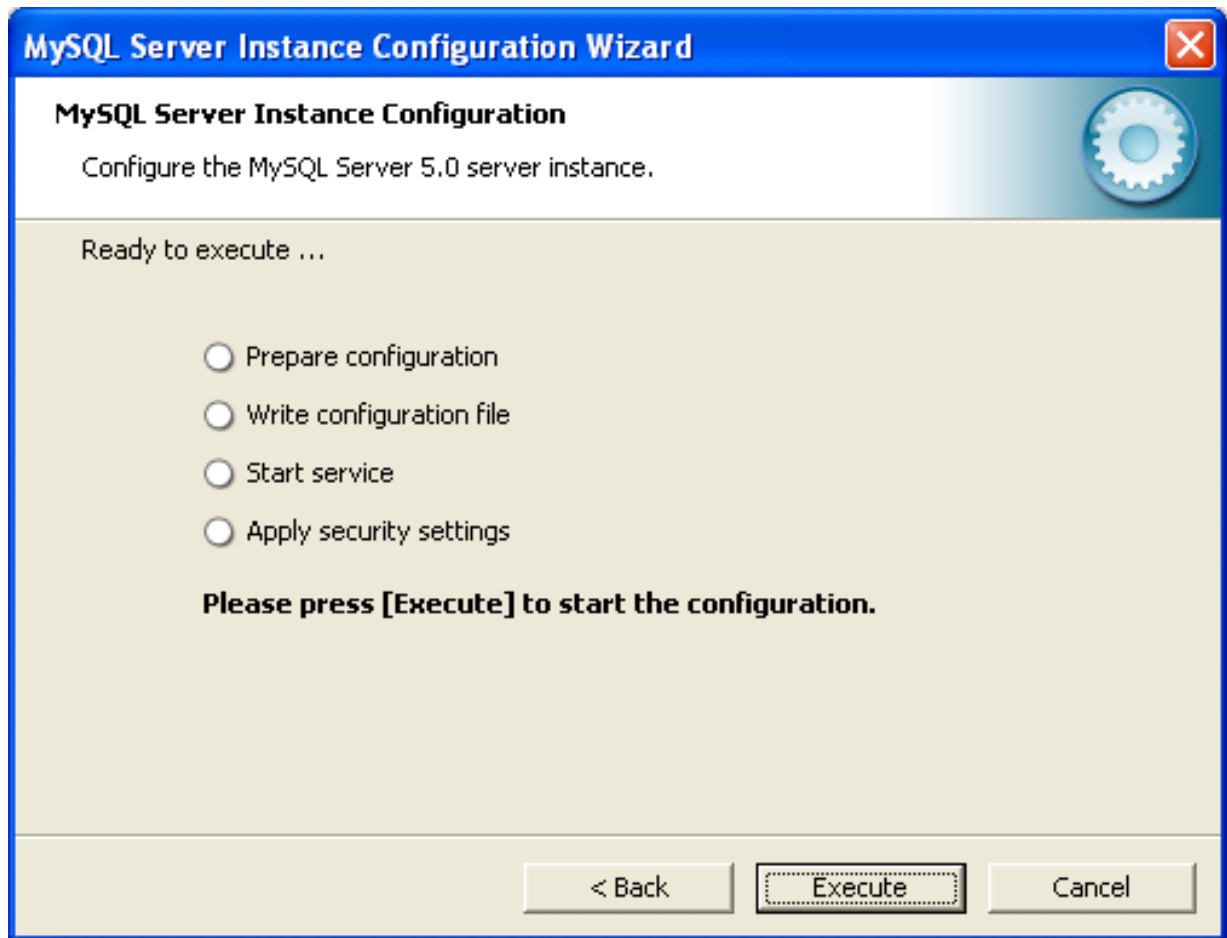 MySQL Server Instance Configuration Wizard
MySQL Server Instance Configuration
Configure the MySQL Server 5.0 server instance.
Ready to execute ...
Prepare configuration
Write configuration file
Start service
Apply security settings
Please press [Execute] to start the configuration.
< Back
Execute
Cancel